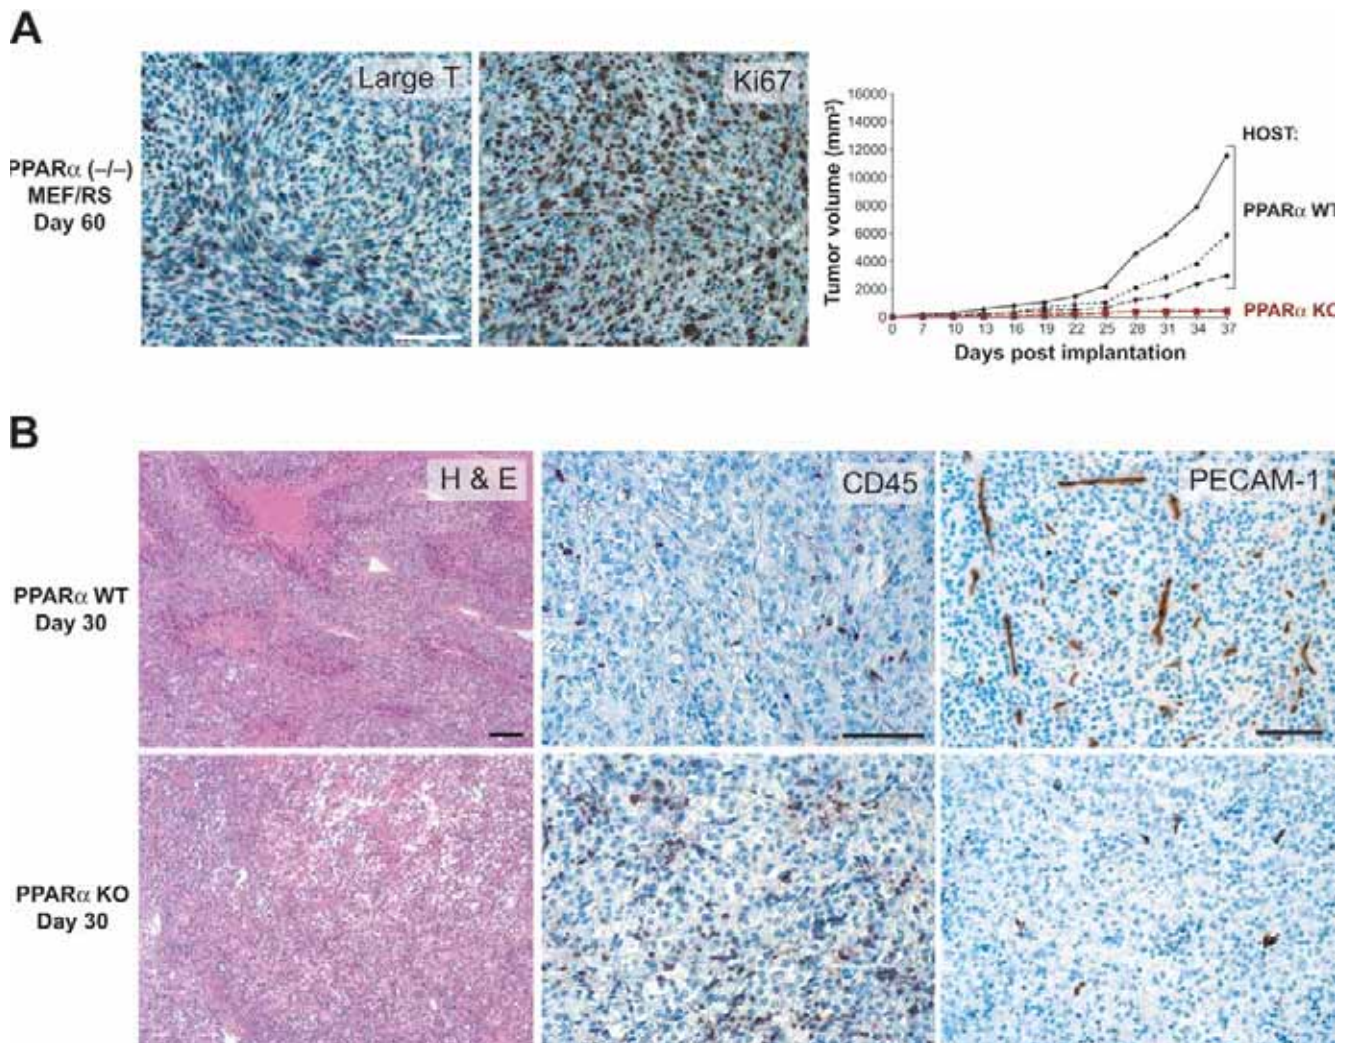 A
PPARα (–/–)
MEF/RS
Day 60
Large T
Ki67
Tumor volume (mm³)
16000
14000
12000
10000
8000
6000
4000
2000
0
0 7 10 13 16 19 22 25 28 31 34 37
Days post implantation
HOST:
PPARα WT
PPARα KO
B
PPARα WT
Day 30
H & E
CD45
PECAM-1
PPARα KO
Day 30